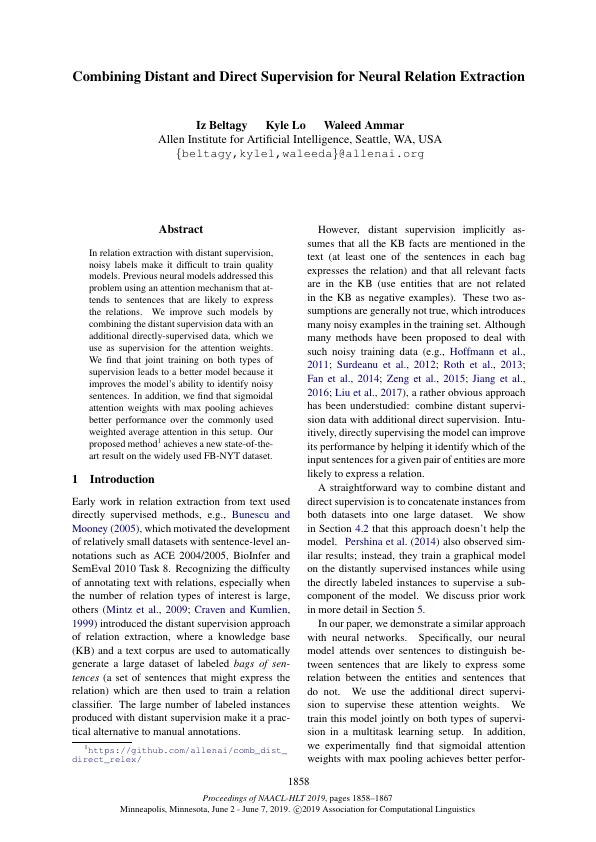 Combining Distant and Direct Supervision for Neural Relation Extraction
Iz Beltagy Kyle Lo Waleed Ammar
Allen Institute for Artificial Intelligence, Seattle, WA, USA
{beltagy,kylel,waleeda}@allenai.org
Abstract
In relation extraction with distant supervision,
noisy labels make it difficult to train quality
models. Previous neural models addressed this
problem using an attention mechanism that at-
tends to sentences that are likely to express
the relations. We improve such models by
combining the distant supervision data with an
additional directly-supervised data, which we
use as supervision for the attention weights.
We find that joint training on both types of
supervision leads to a better model because it
improves the model's ability to identify noisy
sentences. In addition, we find that sigmoidal
attention weights with max pooling achieves
better performance over the commonly used
weighted average attention in this setup. Our
proposed method1 achieves a new state-of-the-
art result on the widely used FB-NYT dataset.
1 Introduction
Early work in relation extraction from text used
directly supervised methods, e.g., Bunescu and
Mooney (2005), which motivated the development
of relatively small datasets with sentence-level an-
notations such as ACE 2004/2005, BioInfer and
SemEval 2010 Task 8. Recognizing the difficulty
of annotating text with relations, especially when
the number of relation types of interest is large,
others (Mintz et al., 2009; Craven and Kumlien,
1999) introduced the distant supervision approach
of relation extraction, where a knowledge base
(KB) and a text corpus are used to automatically
generate a large dataset of labeled bags of sen-
tences (a set of sentences that might express the
relation) which are then used to train a relation
classifier. The large number of labeled instances
produced with distant supervision make it a prac-
tical alternative to manual annotations.
1https://github.com/allenai/comb_dist_
direct_relex/
However, distant supervision implicitly as-
sumes that all the KB facts are mentioned in the
text (at least one of the sentences in each bag
expresses the relation) and that all relevant facts
are in the KB (use entities that are not related
in the KB as negative examples). These two as-
sumptions are generally not true, which introduces
many noisy examples in the training set. Although
many methods have been proposed to deal with
such noisy training data (e.g., Hoffmann et al.,
2011; Surdeanu et al., 2012; Roth et al., 2013;
Fan et al., 2014; Zeng et al., 2015; Jiang et al.,
2016; Liu et al., 2017), a rather obvious approach
has been understudied: combine distant supervi-
sion data with additional direct supervision. Intu-
itively, directly supervising the model can improve
its performance by helping it identify which of the
input sentences for a given pair of entities are more
likely to express a relation.
A straightforward way to combine distant and
direct supervision is to concatenate instances from
both datasets into one large dataset. We show
in Section 4.2 that this approach doesn't help the
model. Pershina et al. (2014) also observed sim-
ilar results; instead, they train a graphical model
on the distantly supervised instances while using
the directly labeled instances to supervise a sub-
component of the model. We discuss prior work
in more detail in Section 5.
In our paper, we demonstrate a similar approach
with neural networks. Specifically, our neural
model attends over sentences to distinguish be-
tween sentences that are likely to express some
relation between the entities and sentences that
do not. We use the additional direct supervi-
sion to supervise these attention weights. We
train this model jointly on both types of supervi-
sion in a multitask learning setup. In addition,
we experimentally find that sigmoidal attention
weights with max pooling achieves better perfor-
1858
Proceedings of NAACL-HLT 2019, pages 1858–1867
Minneapolis, Minnesota, June 2 - June 7, 2019. ©2019 Association for Computational Linguistics